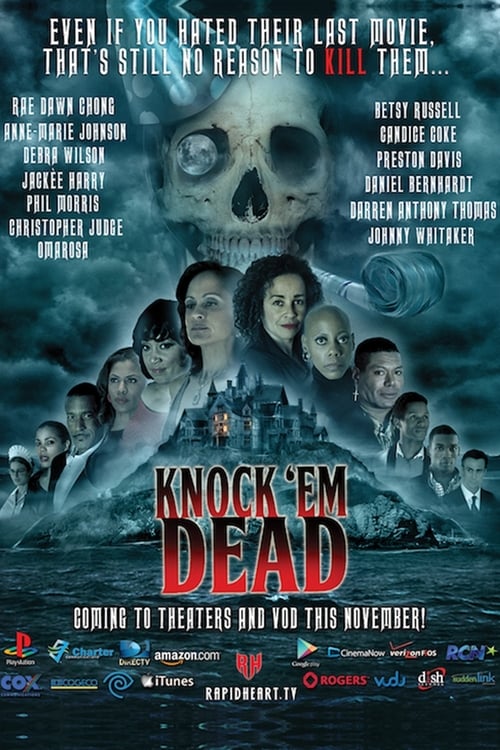 EVEN IF YOU HATED THEIR LAST MOVIE,
THAT'S STILL NO REASON TO KILL THEM...
RAE DAWN CHONG
ANNE-MARIE JOHNSON
DEBRA WILSON
JACKÉE HARRY
PHIL MORRIS
CHRISTOPHER JUDGE
OMAROSA
BETSY RUSSELL
CANDICE COKE
PRESTON DAVIS
DANIEL BERNHARDT
DARREN ANTHONY THOMAS
JOHNNY WHITAKER
KNOCK 'EM
DEAD
COMING TO THEATERS AND VOD THIS NOVEMBER!
PlayStation
Charter
DIRECTV
amazon.com
RH
Google play
CinemaNow
verizon FiOS
RCN
COX
COMMUNICATIONS
COGECO
iTunes
RAPIDHEART.TV
ROGERS
vudu
dish
suddenlink